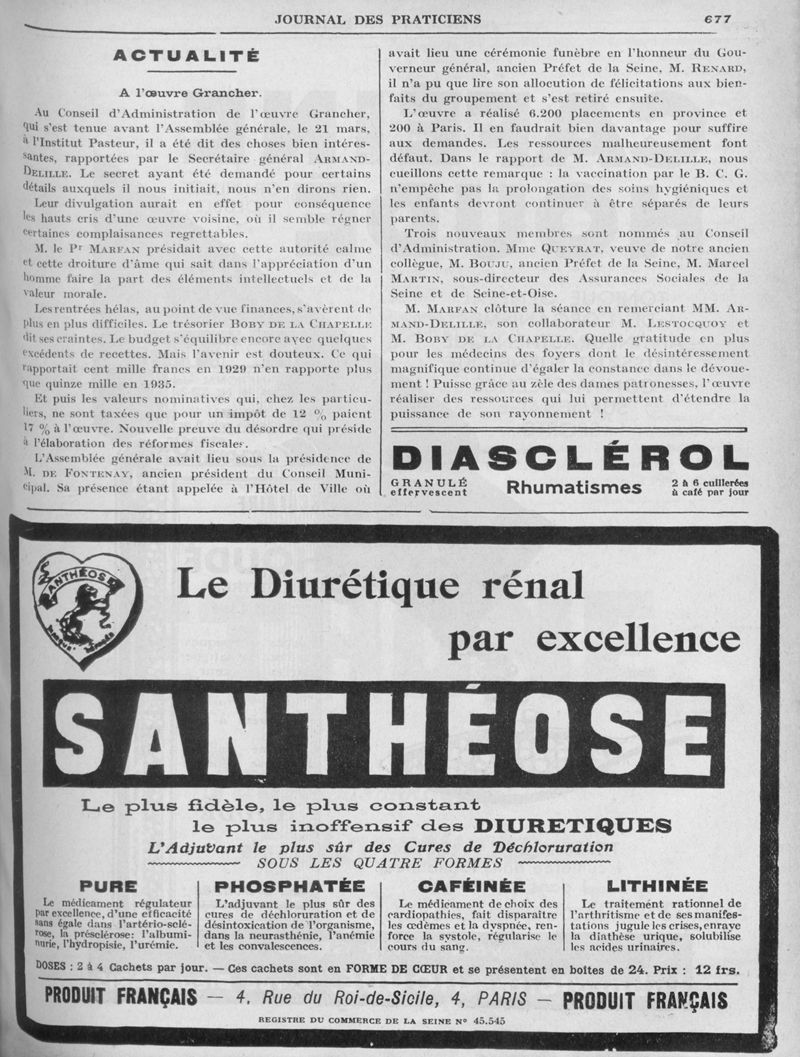 JOURNAL DES PRATICIENS 677
ACTUALITÉ
A l'œuvre Grancher.
Au Conseil d'Administration de l'œuvre Grancher,
qui s'est tenue avant l'Assemblée générale, le 21 mars,
à l'Institut Pasteur, il a été dit des choses bien intéres-
santes, rapportées par le Secrétaire général ARMAND-
DELILLE. Le secret ayant été demandé pour certains
détails auxquels il nous initiait, nous n'en dirons rien.
Leur divulgation aurait en effet pour conséquence
les hauts cris d'une œuvre voisine, où il semble régner
certaines complaisances regrettables.
M. le Pr MARFAN présidait avec cette autorité calme
et cette droiture d'âme qui sait dans l'appréciation d'un
homme faire la part des éléments intellectuels et de la
valeur morale.
Les rentrées hélas, au point de vue finances, s'avèrent de
plus en plus difficiles. Le trésorier BOBY DE LA CHAPELLE
dit ses craintes. Le budget s'équilibre encore avec quelques
excédents de recettes. Mais l'avenir est douteux. Ce qui
rapportait cent mille francs en 1929 n'en rapporte plus
que quinze mille en 1935.
Et puis les valeurs nominatives qui, chez les particu-
liers, ne sont taxées que pour un impôt de 12 % paient
17 % à l'œuvre. Nouvelle preuve du désordre qui préside
à l'élaboration des réformes fiscales.
L'Assemblée générale avait lieu sous la présidence de
M. DE FONTENAY, ancien président du Conseil Muni-
cipal. Sa présence étant appelée à l'Hôtel de Ville où
avait lieu une cérémonie funèbre en l'honneur du Gou-
verneur général, ancien Préfet de la Seine, M. RENARD,
il n'a pu que lire son allocution de félicitations aux bien-
faits du groupement et s'est retiré ensuite.
L'œuvre a réalisé 6.200 placements en province et
200 à Paris. Il en faudrait bien davantage pour suffire
aux demandes. Les ressources malheureusement font
défaut. Dans le rapport de M. ARMAND-DELILLE, nous
cueillons cette remarque : la vaccination par le B. C. G.
n'empêche pas la prolongation des soins hygiéniques et
les enfants devront continuer à être séparés de leurs
parents.
Trois nouveaux membres sont nommés au Conseil
d'Administration. Mme QUEYRAT, veuve de notre ancien
collègue, M. BOUJU, ancien Préfet de la Seine, M. Marcel
MARTIN, sous-directeur des Assurances Sociales de la
Seine et de Seine-et-Oise.
M. MARFAN clôture la séance en remerciant MM. AR-
MAND-DELILLE, son collaborateur M. LESTOCQUOY et
M. BOBY DE LA CHAPELLE. Quelle gratitude en plus
pour les médecins des foyers dont le désintéressement
magnifique continue d'égaler la constance dans le dévoue-
ment ! Puisse grâce au zèle des dames patronesses, l'œuvre
réaliser des ressources qui lui permettent d'étendre la
puissance de son rayonnement !
DIASCLÉROL
GRANULÉ
effervescent
Rhumatismes
2 à 6 cuillerées
à café par jour
SANTHÉOSE
Le Diurétique rénal
par excellence
SANTHÉOSE
Le plus fidèle, le plus constant
le plus inoffensif des DIURETIQUES
L'Adjuvant le plus sûr des Cures de Déchloruration
SOUS LES QUATRE FORMES
PURE
Le médicament régulateur
par excellence, d'une efficacité
sans égale dans l'artério-sclé-
rose, la présclérose: l'albumi-
nurie, l'hydropisie, l'urémie.
PHOSPHATÉE
L'adjuvant le plus sûr des
cures de déchloruration et de
désintoxication de l'organisme,
dans la neurasthénie, l'anémie
et les convalescences.
CAFÉINÉE
Le médicament de choix des
cardiopathies, fait disparaître
les œdèmes et la dyspnée, ren-
force la systole, régularise le
cours du sang.
LITHINÉE
Le traitement rationnel de
l'arthritisme et de ses manifes-
tations jugule les crises, enraye
la diathèse urique, solubilise
les acides urinaires.
DOSES : 2 à 4 Cachets par jour. — Ces cachets sont en FORME DE CŒUR et se présentent en boîtes de 24. Prix : 12 frs.
PRODUIT FRANÇAIS — 4, Rue du Roi-de-Sicile, 4, PARIS — PRODUIT FRANÇAIS
REGISTRE DU COMMERCE DE LA SEINE N° 45.545